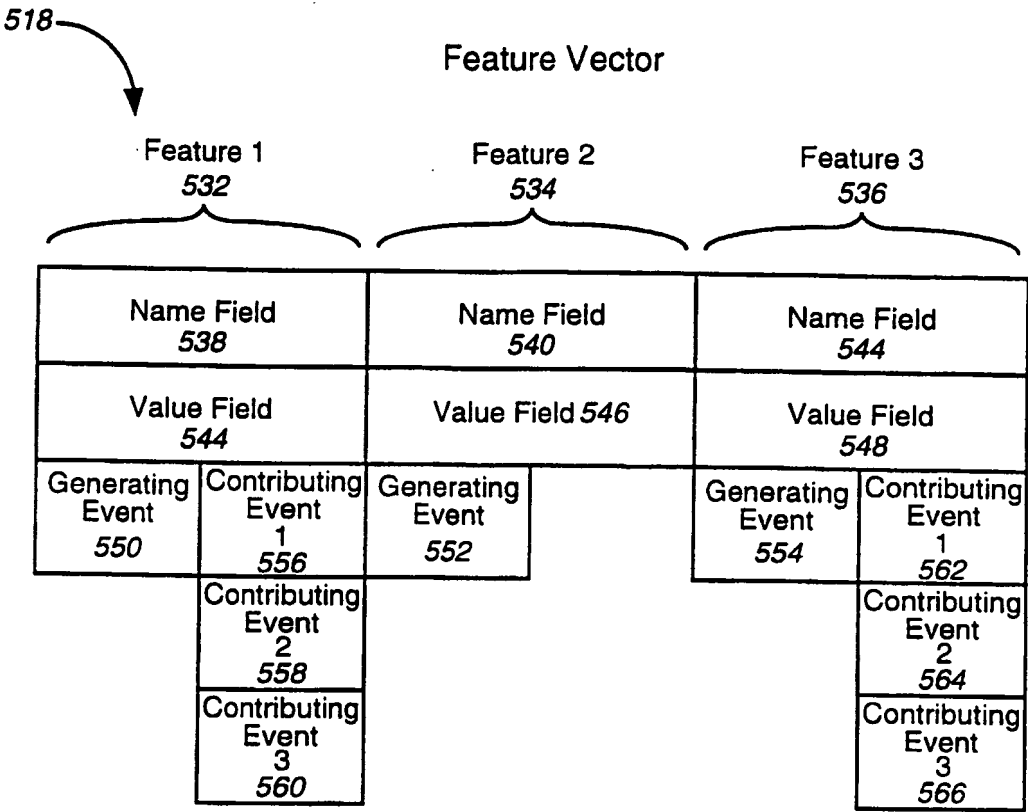 518
Feature Vector
Feature 1
532
Feature 2
534
Feature 3
536
Name Field
538
Name Field
540
Name Field
544
Value Field
544
Value Field 546
Value Field
548
Generating
Event
550
Contributing
Event
1
556
Generating
Event
552
Generating
Event
554
Contributing
Event
1
562
Contributing
Event
2
558
Contributing
Event
2
564
Contributing
Event
3
560
Contributing
Event
3
566